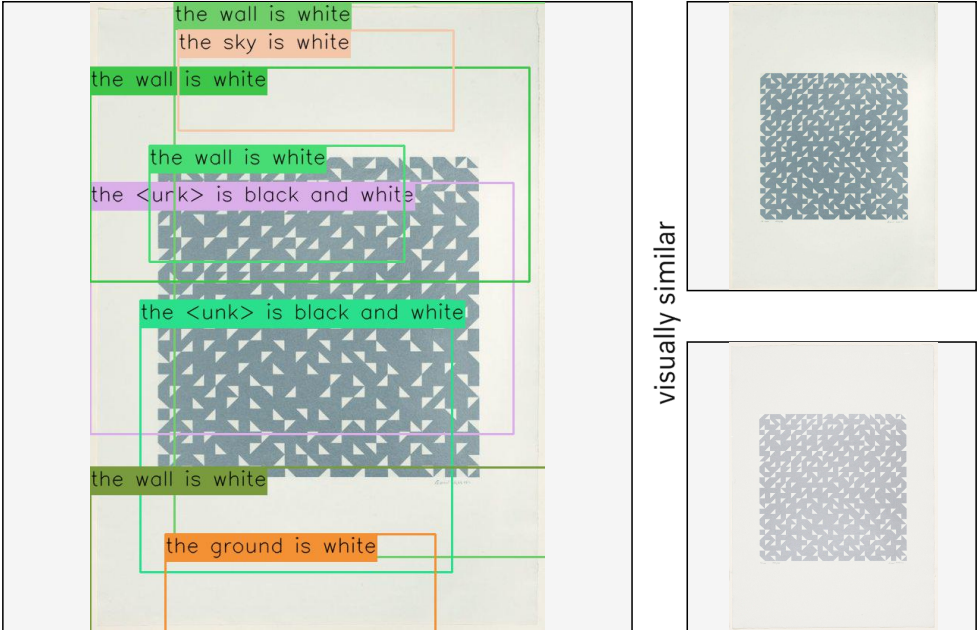 the wall is white
the sky is white
the wall is white
the wall is white
the <unk> is black and white
the <unk> is black and white
the wall is white
the ground is white
visually similar